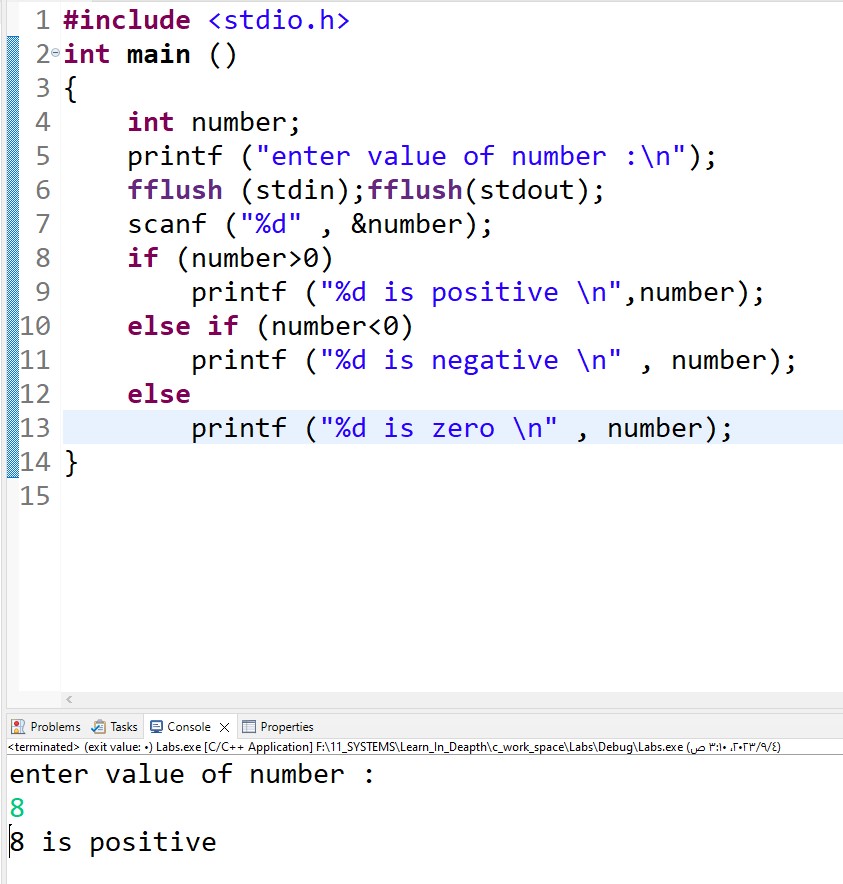 1 #include <stdio.h>
2 int main ()
3 {
4     int number;
5     printf ("enter value of number :\n");
6     fflush (stdin);fflush(stdout);
7     scanf ("%d" , &number);
8     if (number>0)
9         printf ("%d is positive \n",number);
10     else if (number<0)
11         printf ("%d is negative \n" , number);
12     else
13         printf ("%d is zero \n" , number);
14 }
15
Problems Tasks Console Properties
<terminated> (exit value: ٠) Labs.exe [C/C++ Application] F:\11_SYSTEMS\Learn_In_Deapth\c_work_space\Labs\Debug\Labs.exe (٢٠٢٣/٩/٤، ٣:١٠ ص)
enter value of number :
8
8 is positive